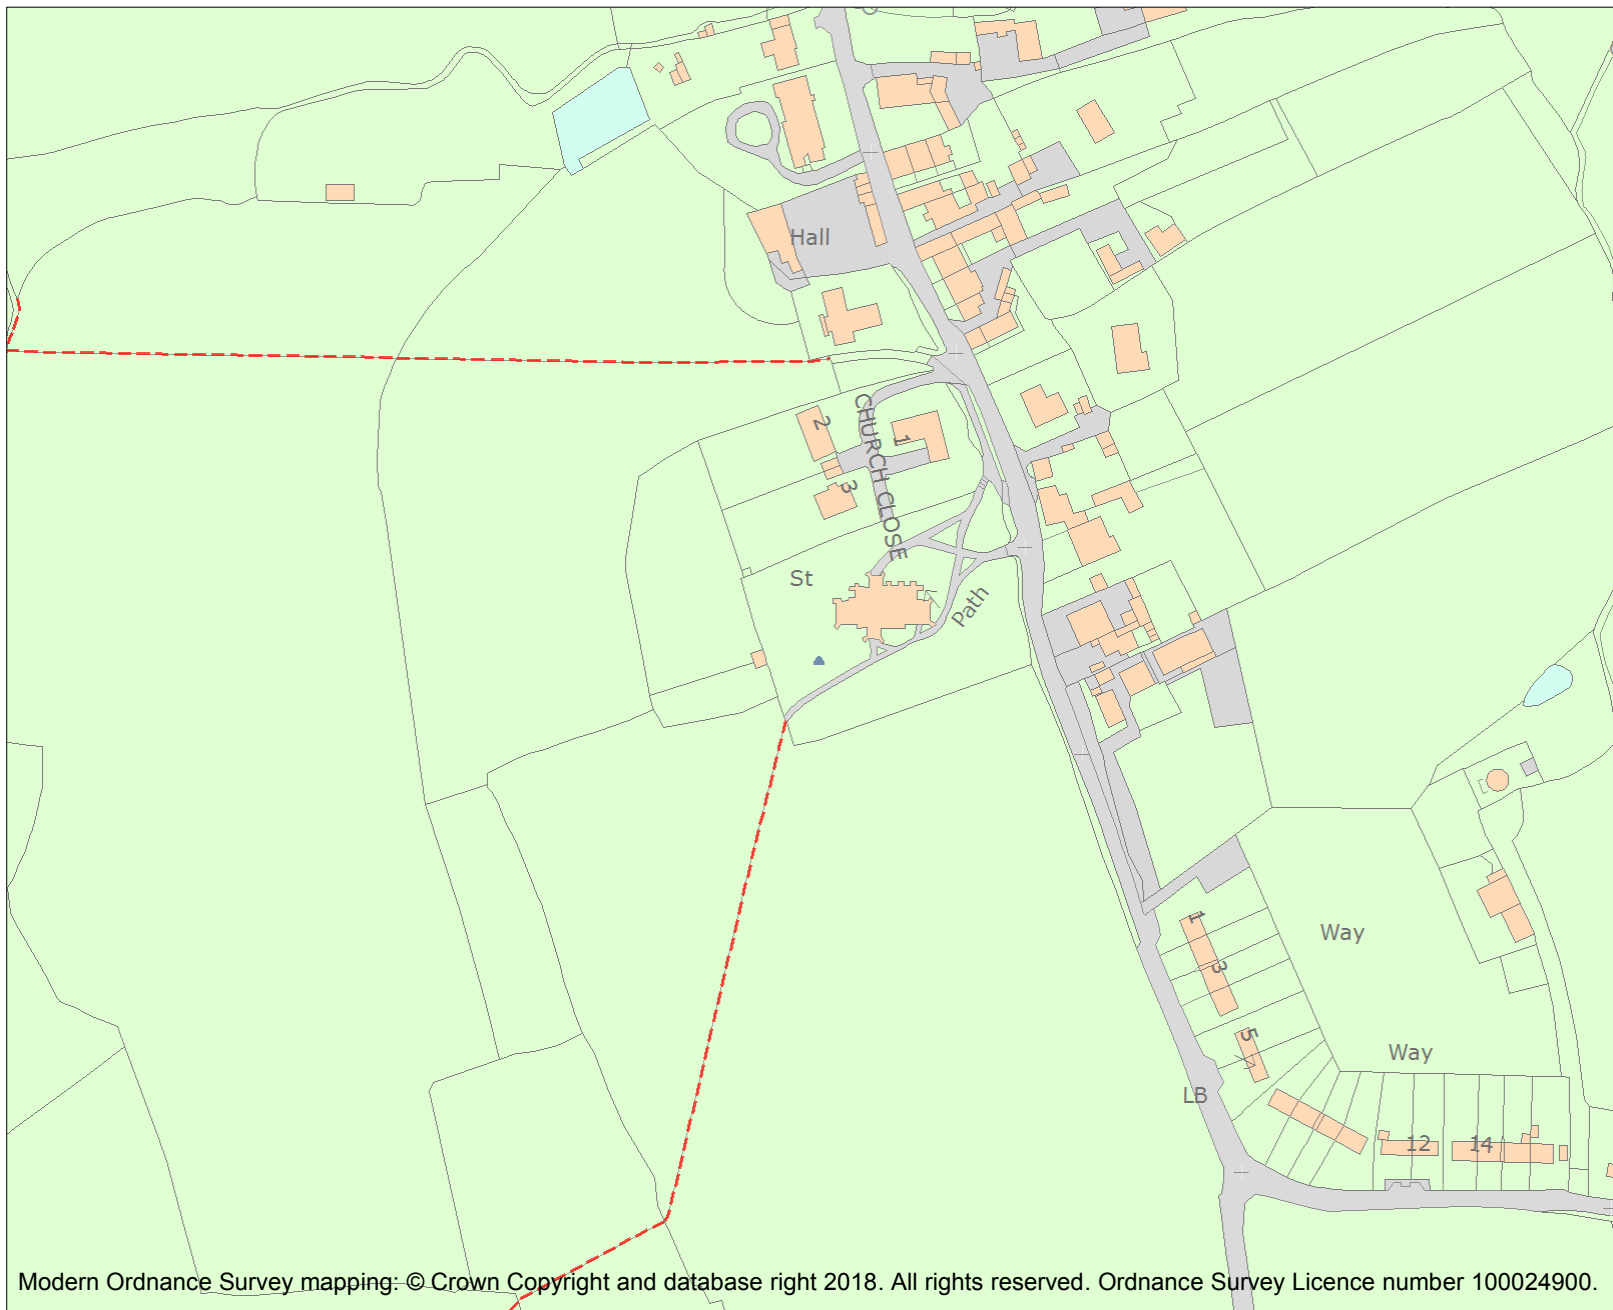 Hall
2
CHURCH CLOSE
1
3
St
Path
1
Way
3
5
Way
LB
12
14
Modern Ordnance Survey mapping: © Crown Copyright and database right 2018. All rights reserved. Ordnance Survey Licence number 100024900.